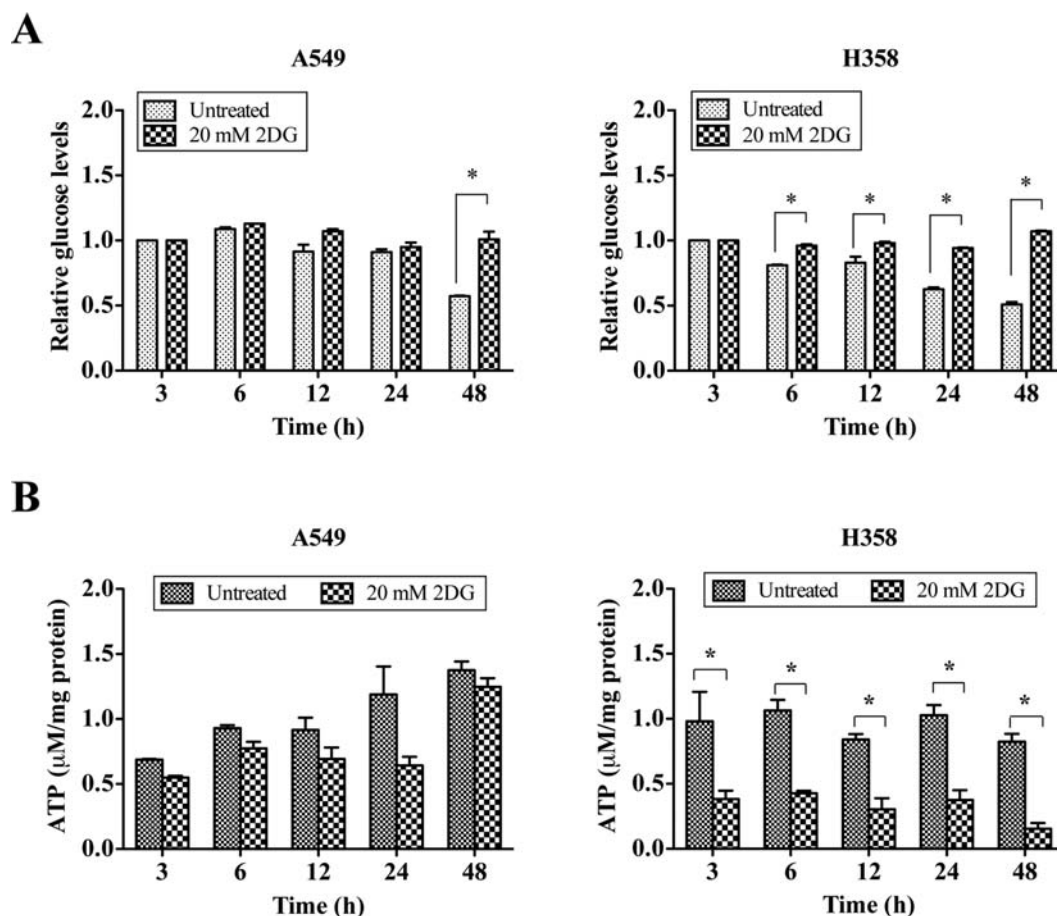 A
A549
Untreated
20 mM 2DG
Relative glucose levels
2.0
1.5
1.0
0.5
0.0
*
3 6 12 24 48
Time (h)
H358
Untreated
20 mM 2DG
Relative glucose levels
2.0
1.5
1.0
0.5
0.0
* * * *
3 6 12 24 48
Time (h)
B
A549
Untreated 20 mM 2DG
ATP (μM/mg protein)
2.0
1.5
1.0
0.5
0.0
3 6 12 24 48
Time (h)
H358
Untreated 20 mM 2DG
ATP (μM/mg protein)
2.0
1.5
1.0
0.5
0.0
* * * * *
3 6 12 24 48
Time (h)